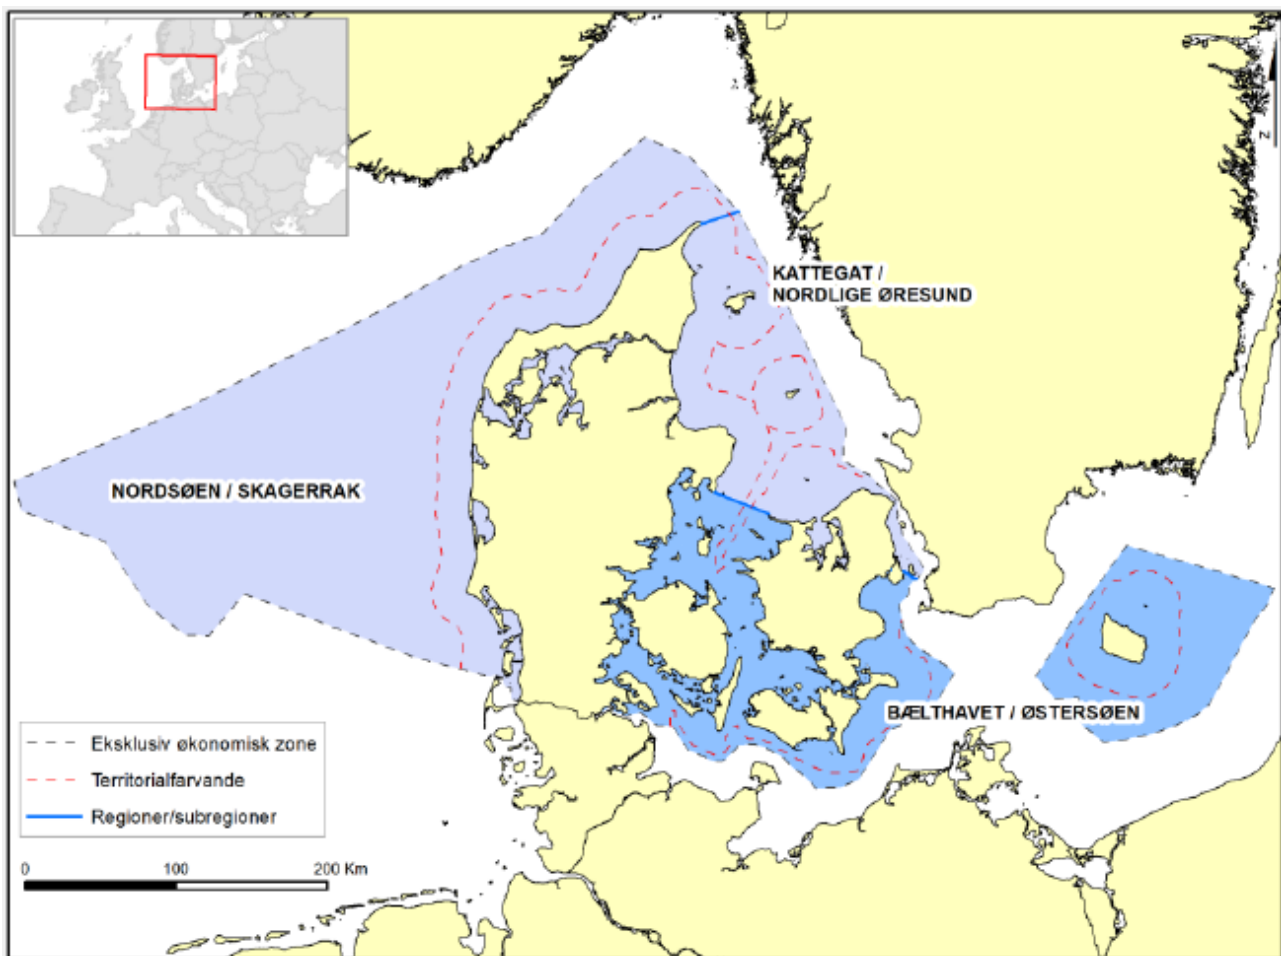 KATTEGAT /
NORDLIGE ØRESUND
NORDSØEN / SKAGERRAK
BÆLTHAVET / ØSTERSØEN
Eksklusiv økonomisk zone
Territorialfarvande
Regioner/subregioner
0 100 200 Km
N